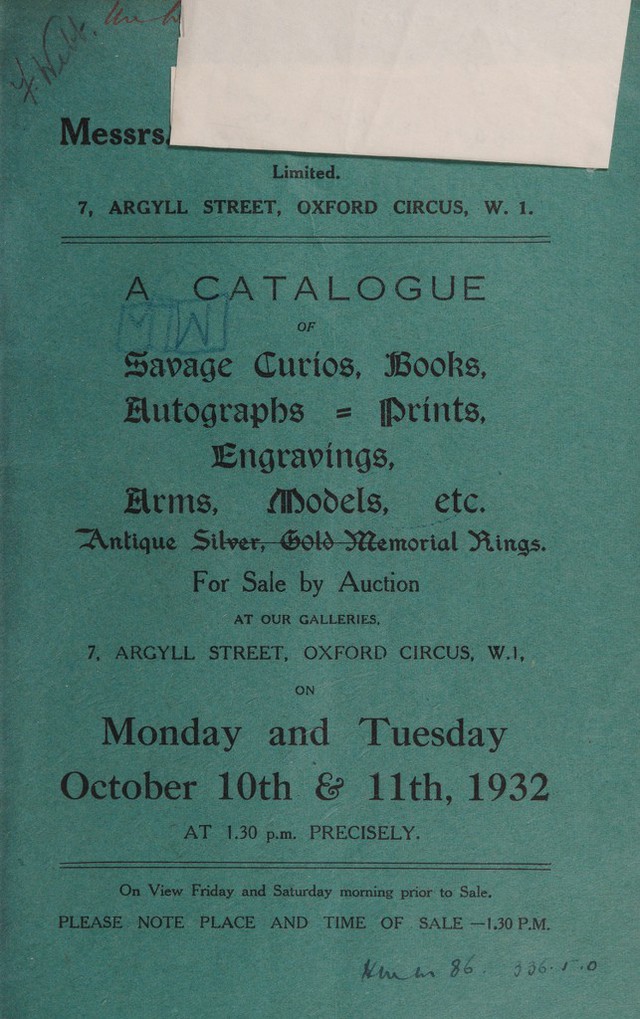 Messrs.
Limited.
7, ARGYLL STREET, OXFORD CIRCUS, W. 1.
A CATALOGUE
OF
Savage Curios, Books,
Autographs = Prints,
Engravings,
Arms, Models, etc.
Antique Silver, Gold Memorial Rings.
For Sale by Auction
AT OUR GALLERIES,
7, ARGYLL STREET, OXFORD CIRCUS, W.1,
ON
Monday and Tuesday
October 10th & 11th, 1932
AT 1.30 p.m. PRECISELY.
On View Friday and Saturday morning prior to Sale.
PLEASE NOTE PLACE AND TIME OF SALE —1.30 P.M.
86.